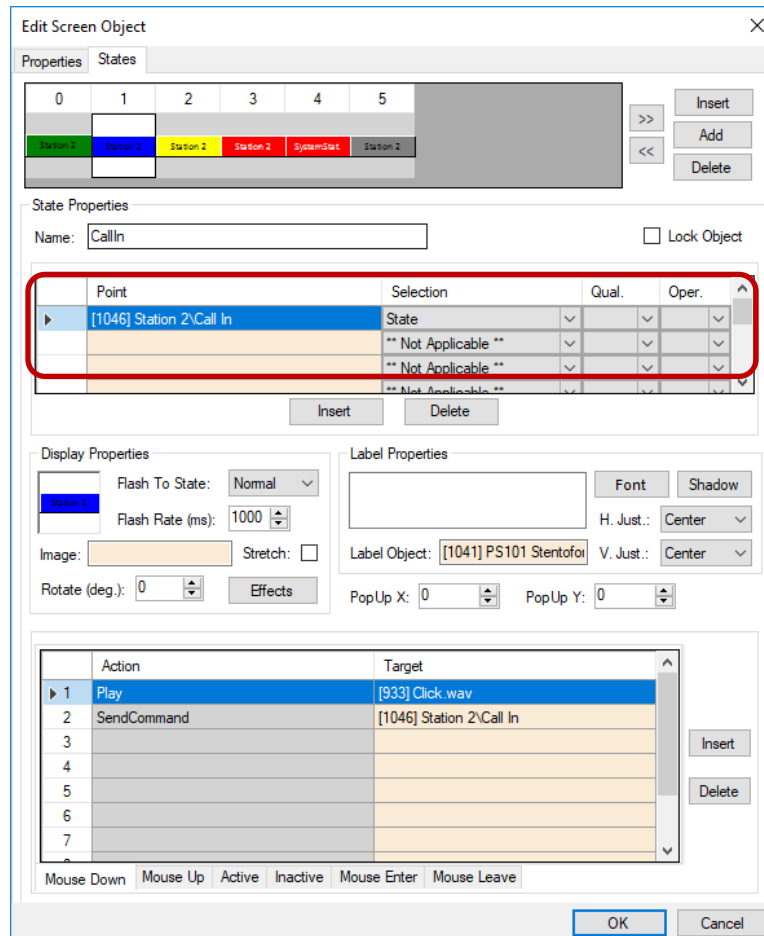 Edit Screen Object
Properties States
0 1 2 3 4 5
Station 2 Station 2 Station 2 Station 2 SystemStat. Station 2
>>
<<
Insert
Add
Delete
State Properties
Name: CallIn Lock Object
Point Selection Qual. Oper.
[1046] Station 2\Call In State
** Not Applicable **
** Not Applicable **
** Not Applicable **
Insert Delete
Display Properties
Station 2
Flash To State: Normal
Flash Rate (ms): 1000
Image: Stretch:
Rotate (deg.): 0 Effects
Label Properties
Font Shadow
H. Just.: Center
Label Object: [1041] PS101 Stentofo V. Just.: Center
PopUp X: 0 PopUp Y: 0
Action Target
1 Play [933] Click.wav
2 SendCommand [1046] Station 2\Call In
3
4
5
6
7
Insert
Delete
Mouse Down Mouse Up Active Inactive Mouse Enter Mouse Leave
OK Cancel